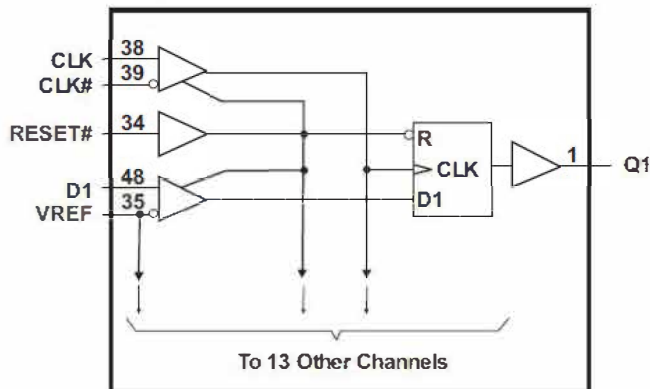 CLK 38
CLK# 39
RESET# 34
R
CLK
1 Q1
D1 48
VREF 35
D1
To 13 Other Channels